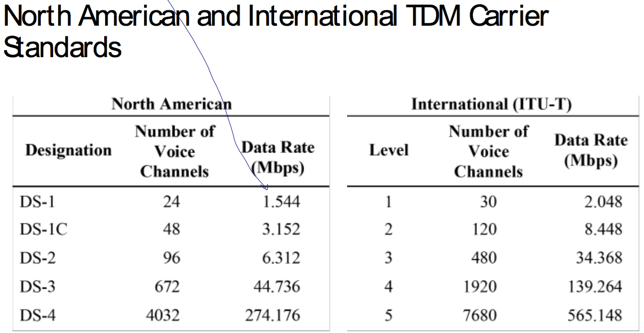 North American and International TDM Carrier
Standards
North American
Designation Number of Voice Channels Data Rate (Mbps)
DS-1 24 1.544
DS-1C 48 3.152
DS-2 96 6.312
DS-3 672 44.736
DS-4 4032 274.176
International (ITU-T)
Level Number of Voice Channels Data Rate (Mbps)
1 30 2.048
2 120 8.448
3 480 34.368
4 1920 139.264
5 7680 565.148